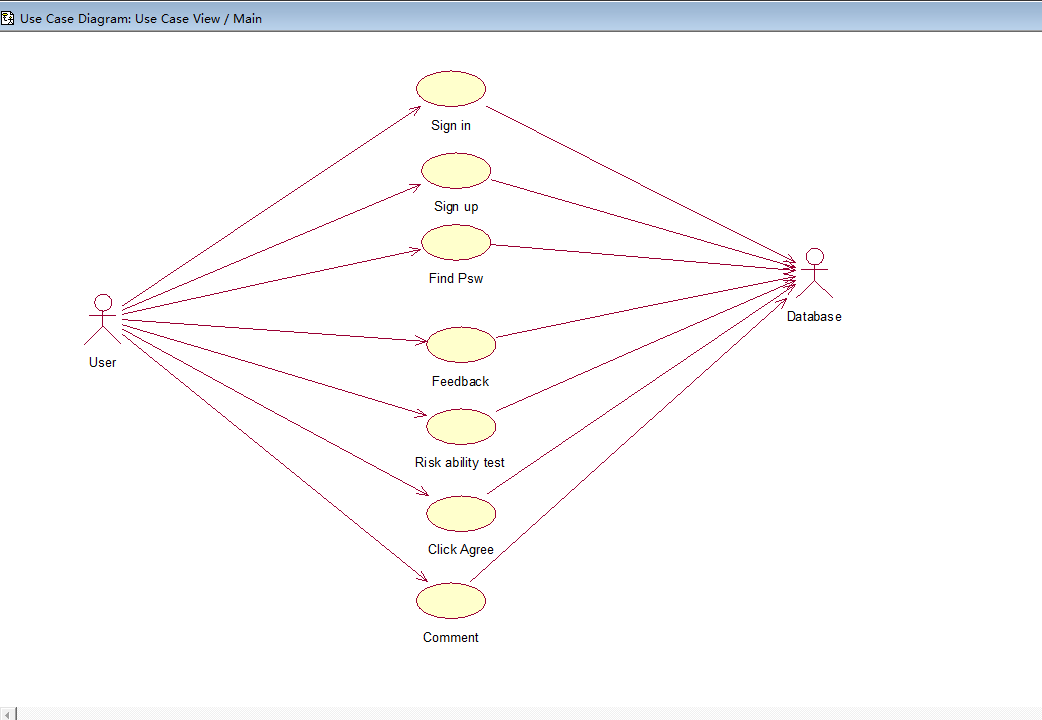 Use Case Diagram: Use Case View / Main
Sign in
Sign up
Find Psw
Database
User
Feedback
Risk ability test
Click Agree
Comment